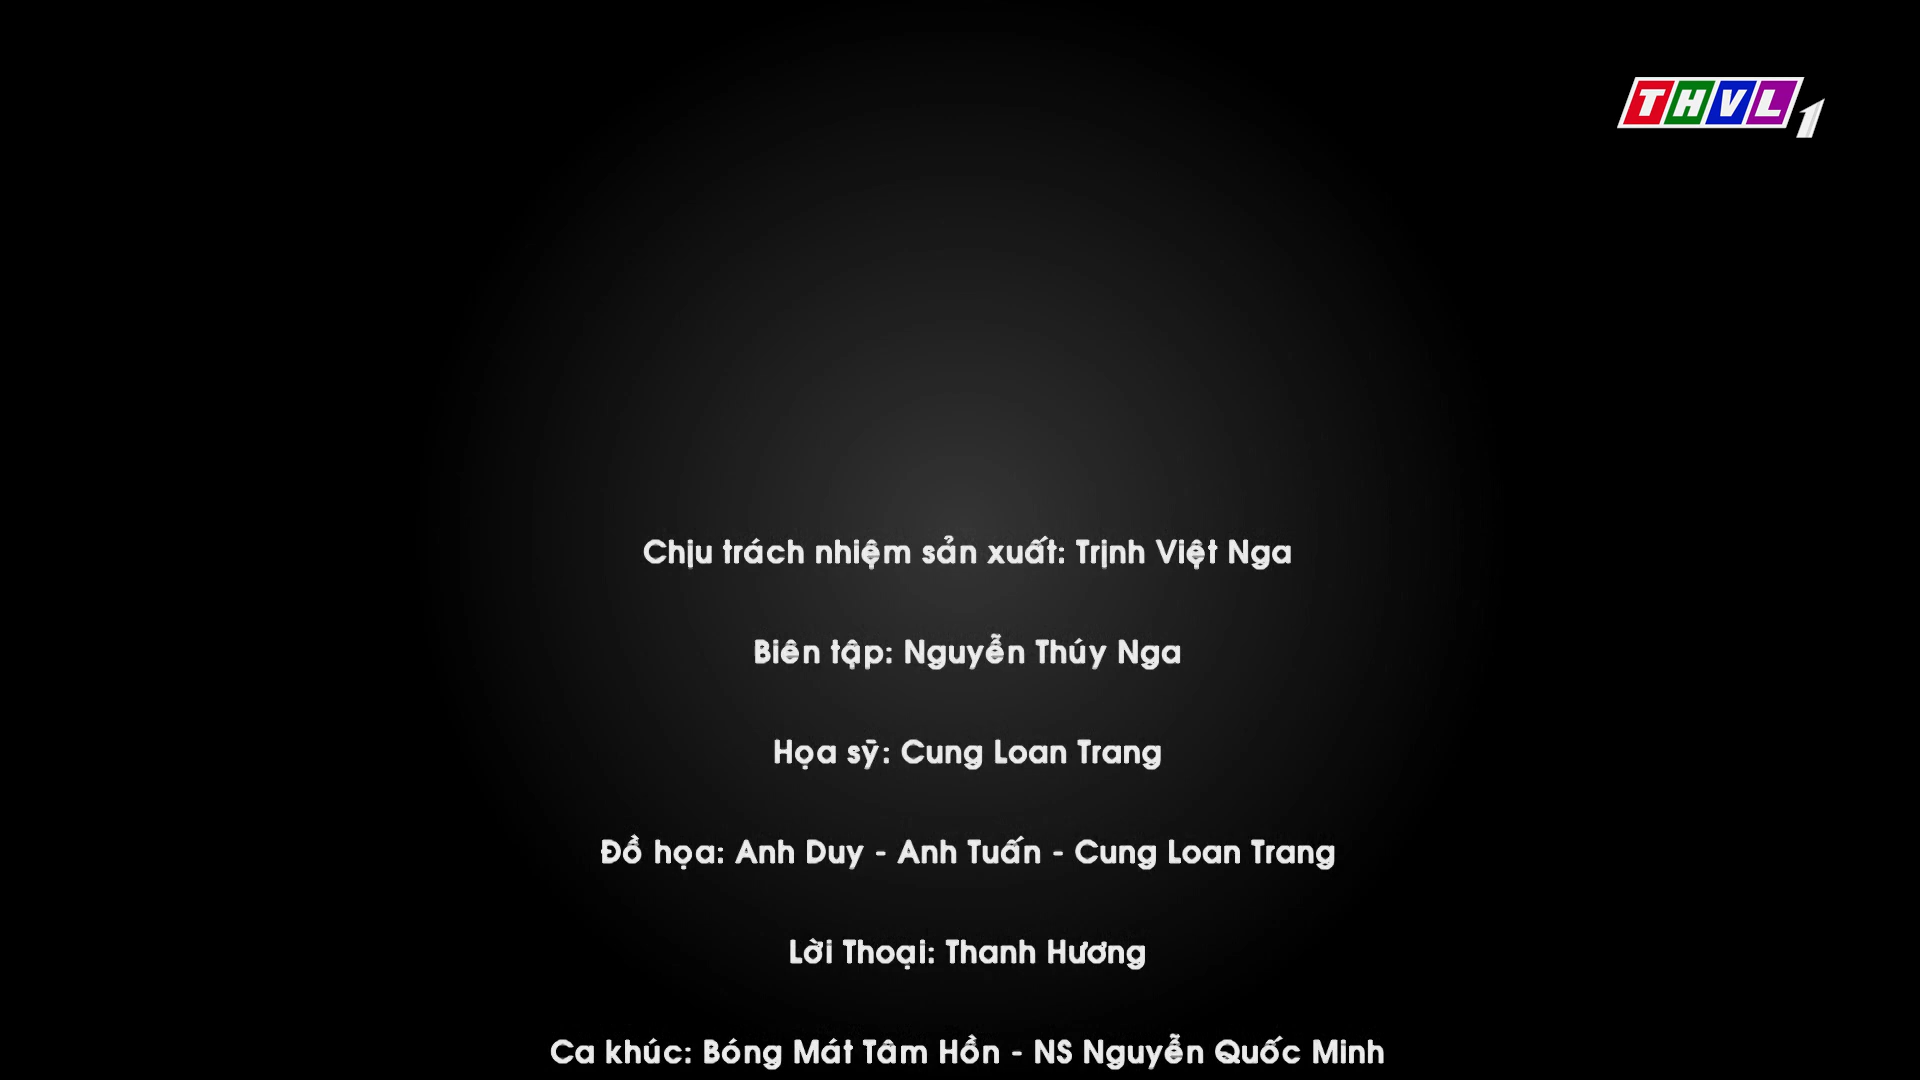 THVL1
Chịu trách nhiệm sản xuất: Trịnh Việt Nga
Biên tập: Nguyễn Thúy Nga
Họa sỹ: Cung Loan Trang
Đồ họa: Anh Duy - Anh Tuấn - Cung Loan Trang
Lời Thoại: Thanh Hương
Ca khúc: Bóng Mát Tâm Hồn - NS Nguyễn Quốc Minh